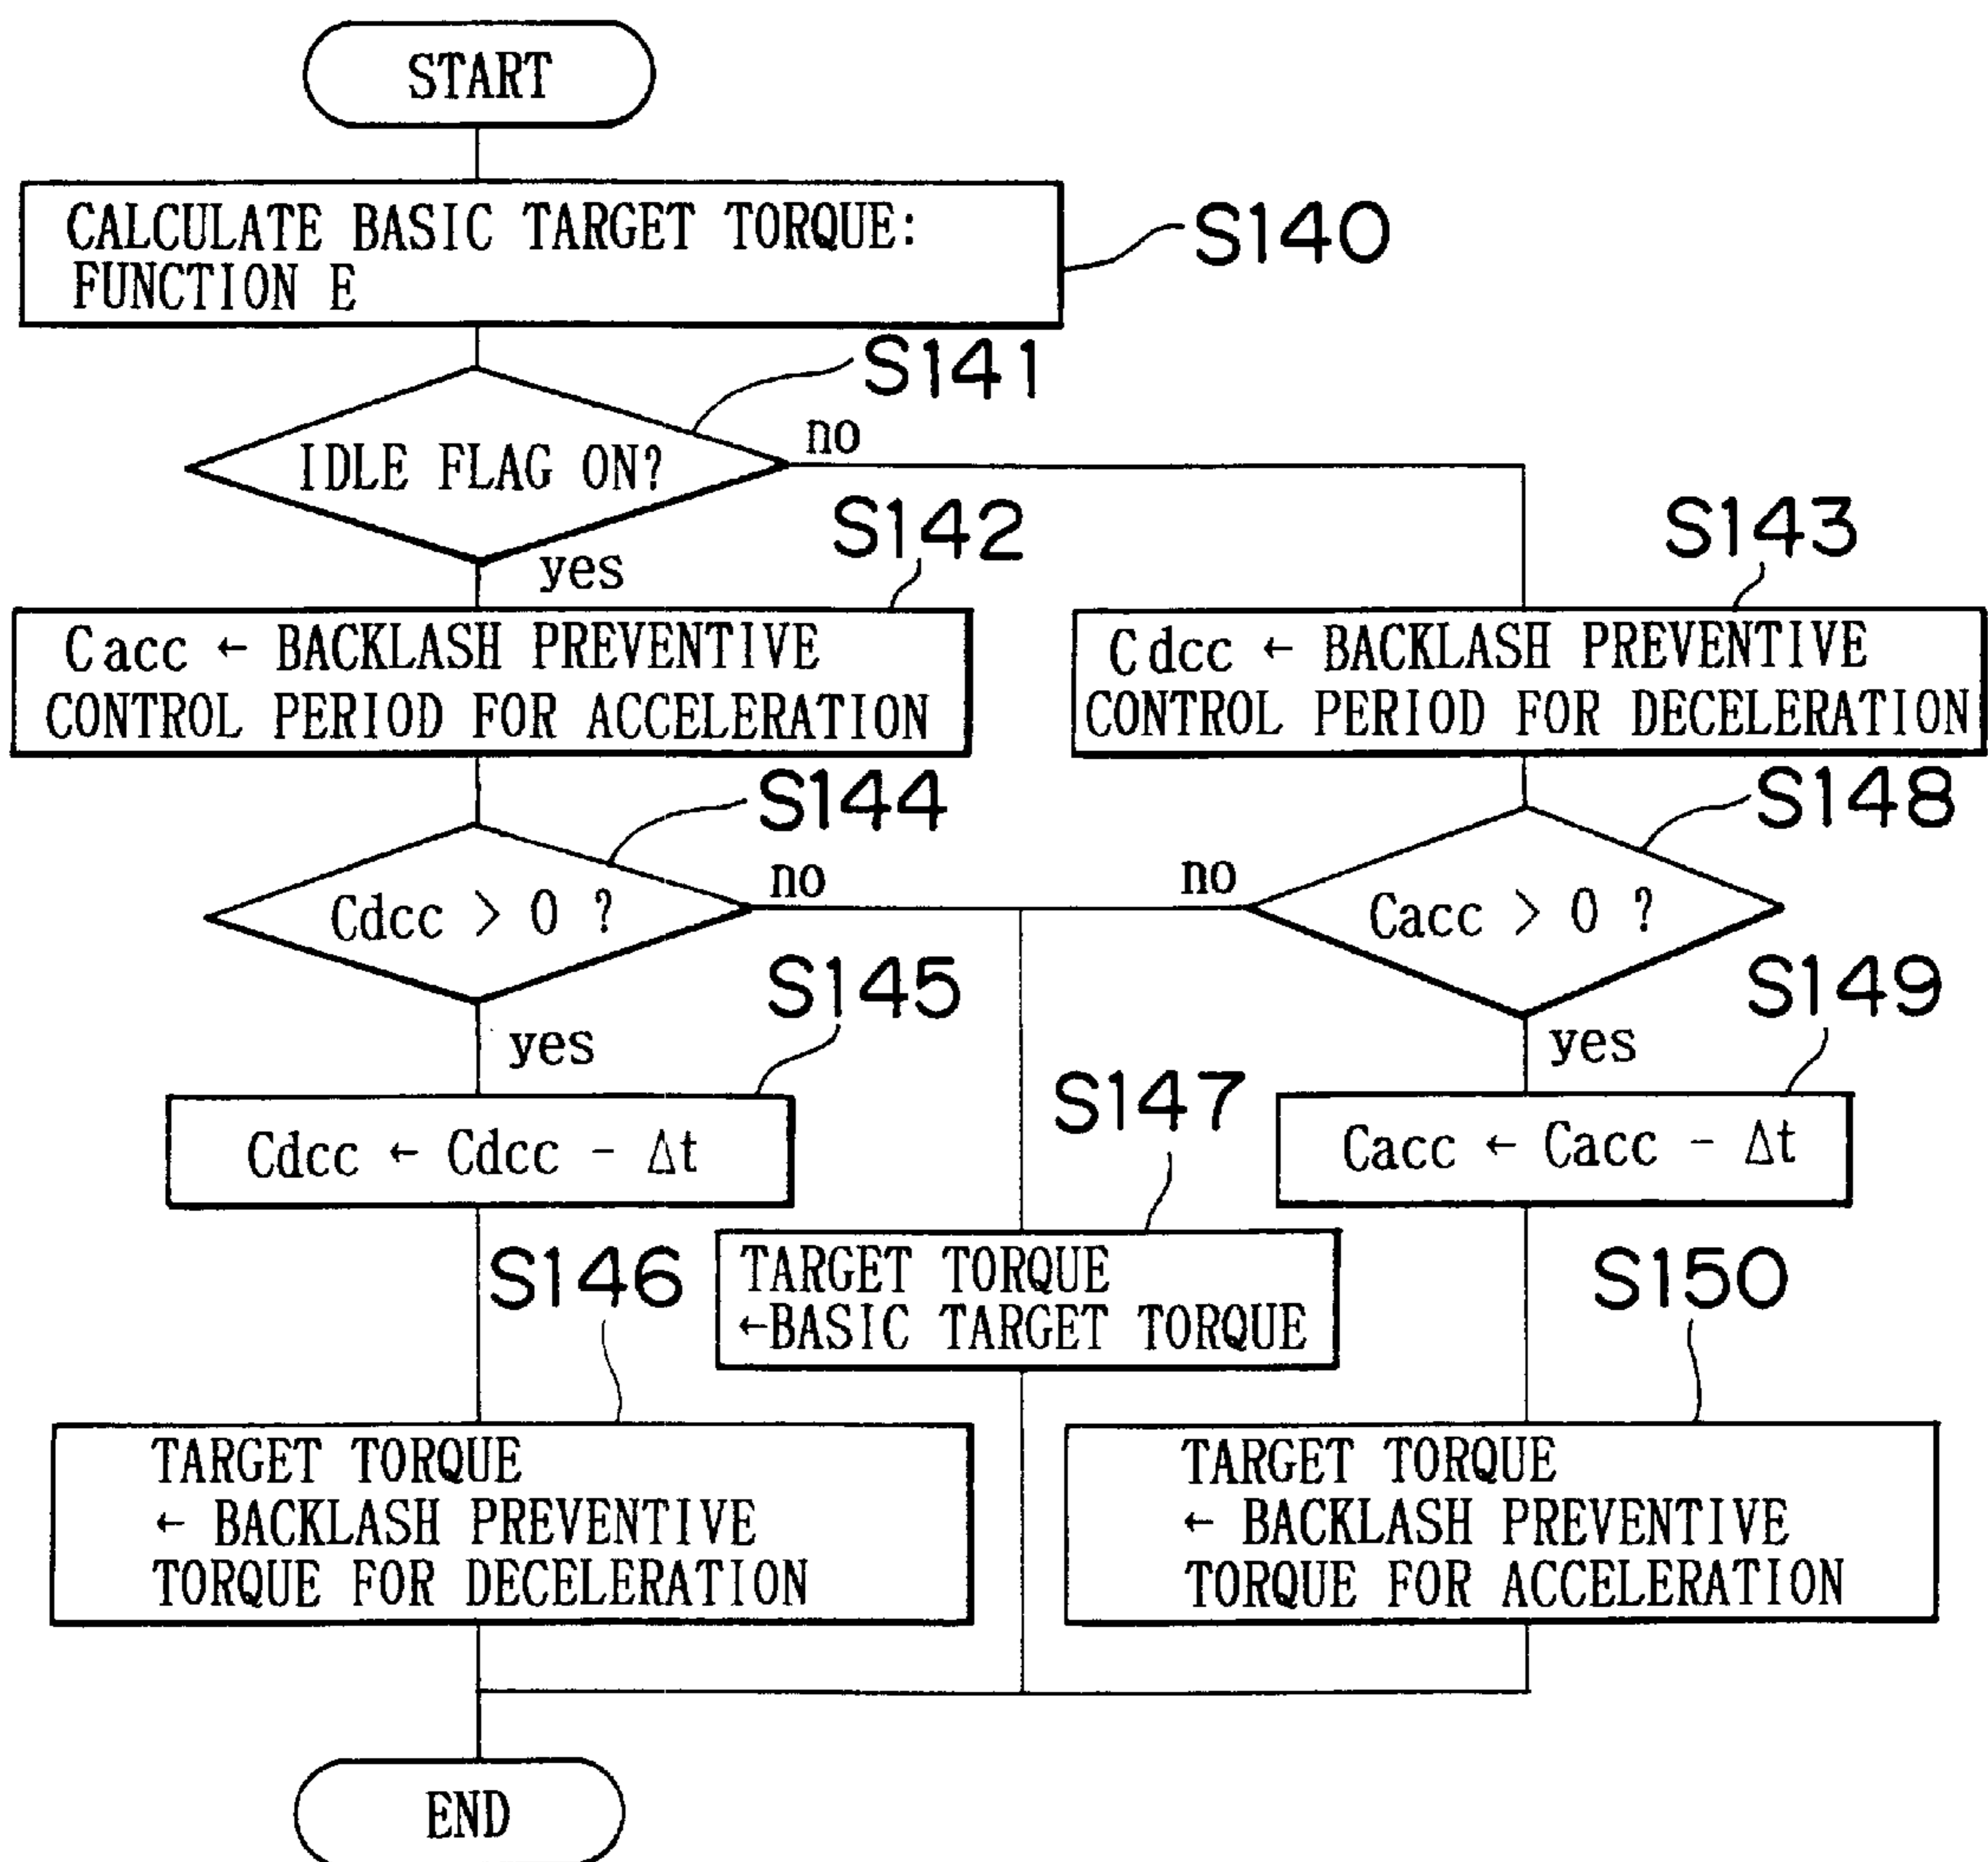 START
CALCULATE BASIC TARGET TORQUE:
FUNCTION E
S140
S141
IDLE FLAG ON?
no
yes
S142
C acc ← BACKLASH PREVENTIVE
CONTROL PERIOD FOR ACCELERATION
S143
C dcc ← BACKLASH PREVENTIVE
CONTROL PERIOD FOR DECELERATION
S144
Cdcc > 0 ?
no
yes
S148
no
Cacc > 0 ?
yes
S145
Cdcc ← Cdcc - Δt
S149
Cacc ← Cacc - Δt
S147
TARGET TORQUE
←BASIC TARGET TORQUE
S146
TARGET TORQUE
← BACKLASH PREVENTIVE
TORQUE FOR DECELERATION
S150
TARGET TORQUE
← BACKLASH PREVENTIVE
TORQUE FOR ACCELERATION
END